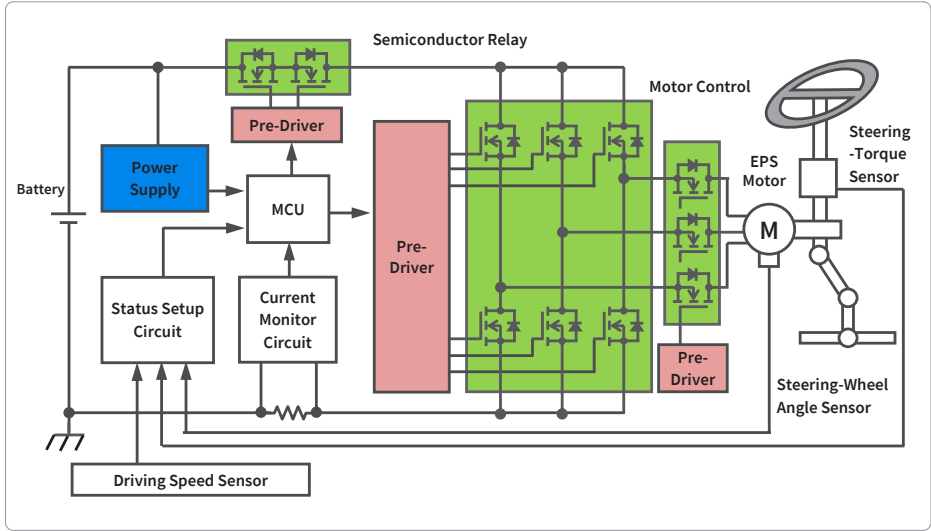 Semiconductor Relay
Motor Control
Pre-Driver
Steering
-Torque
Sensor
EPS
Motor
Power
Supply
Battery
MCU
M
Pre-
Driver
Status Setup
Circuit
Current
Monitor
Circuit
Pre-
Driver
Steering-Wheel
Angle Sensor
Driving Speed Sensor